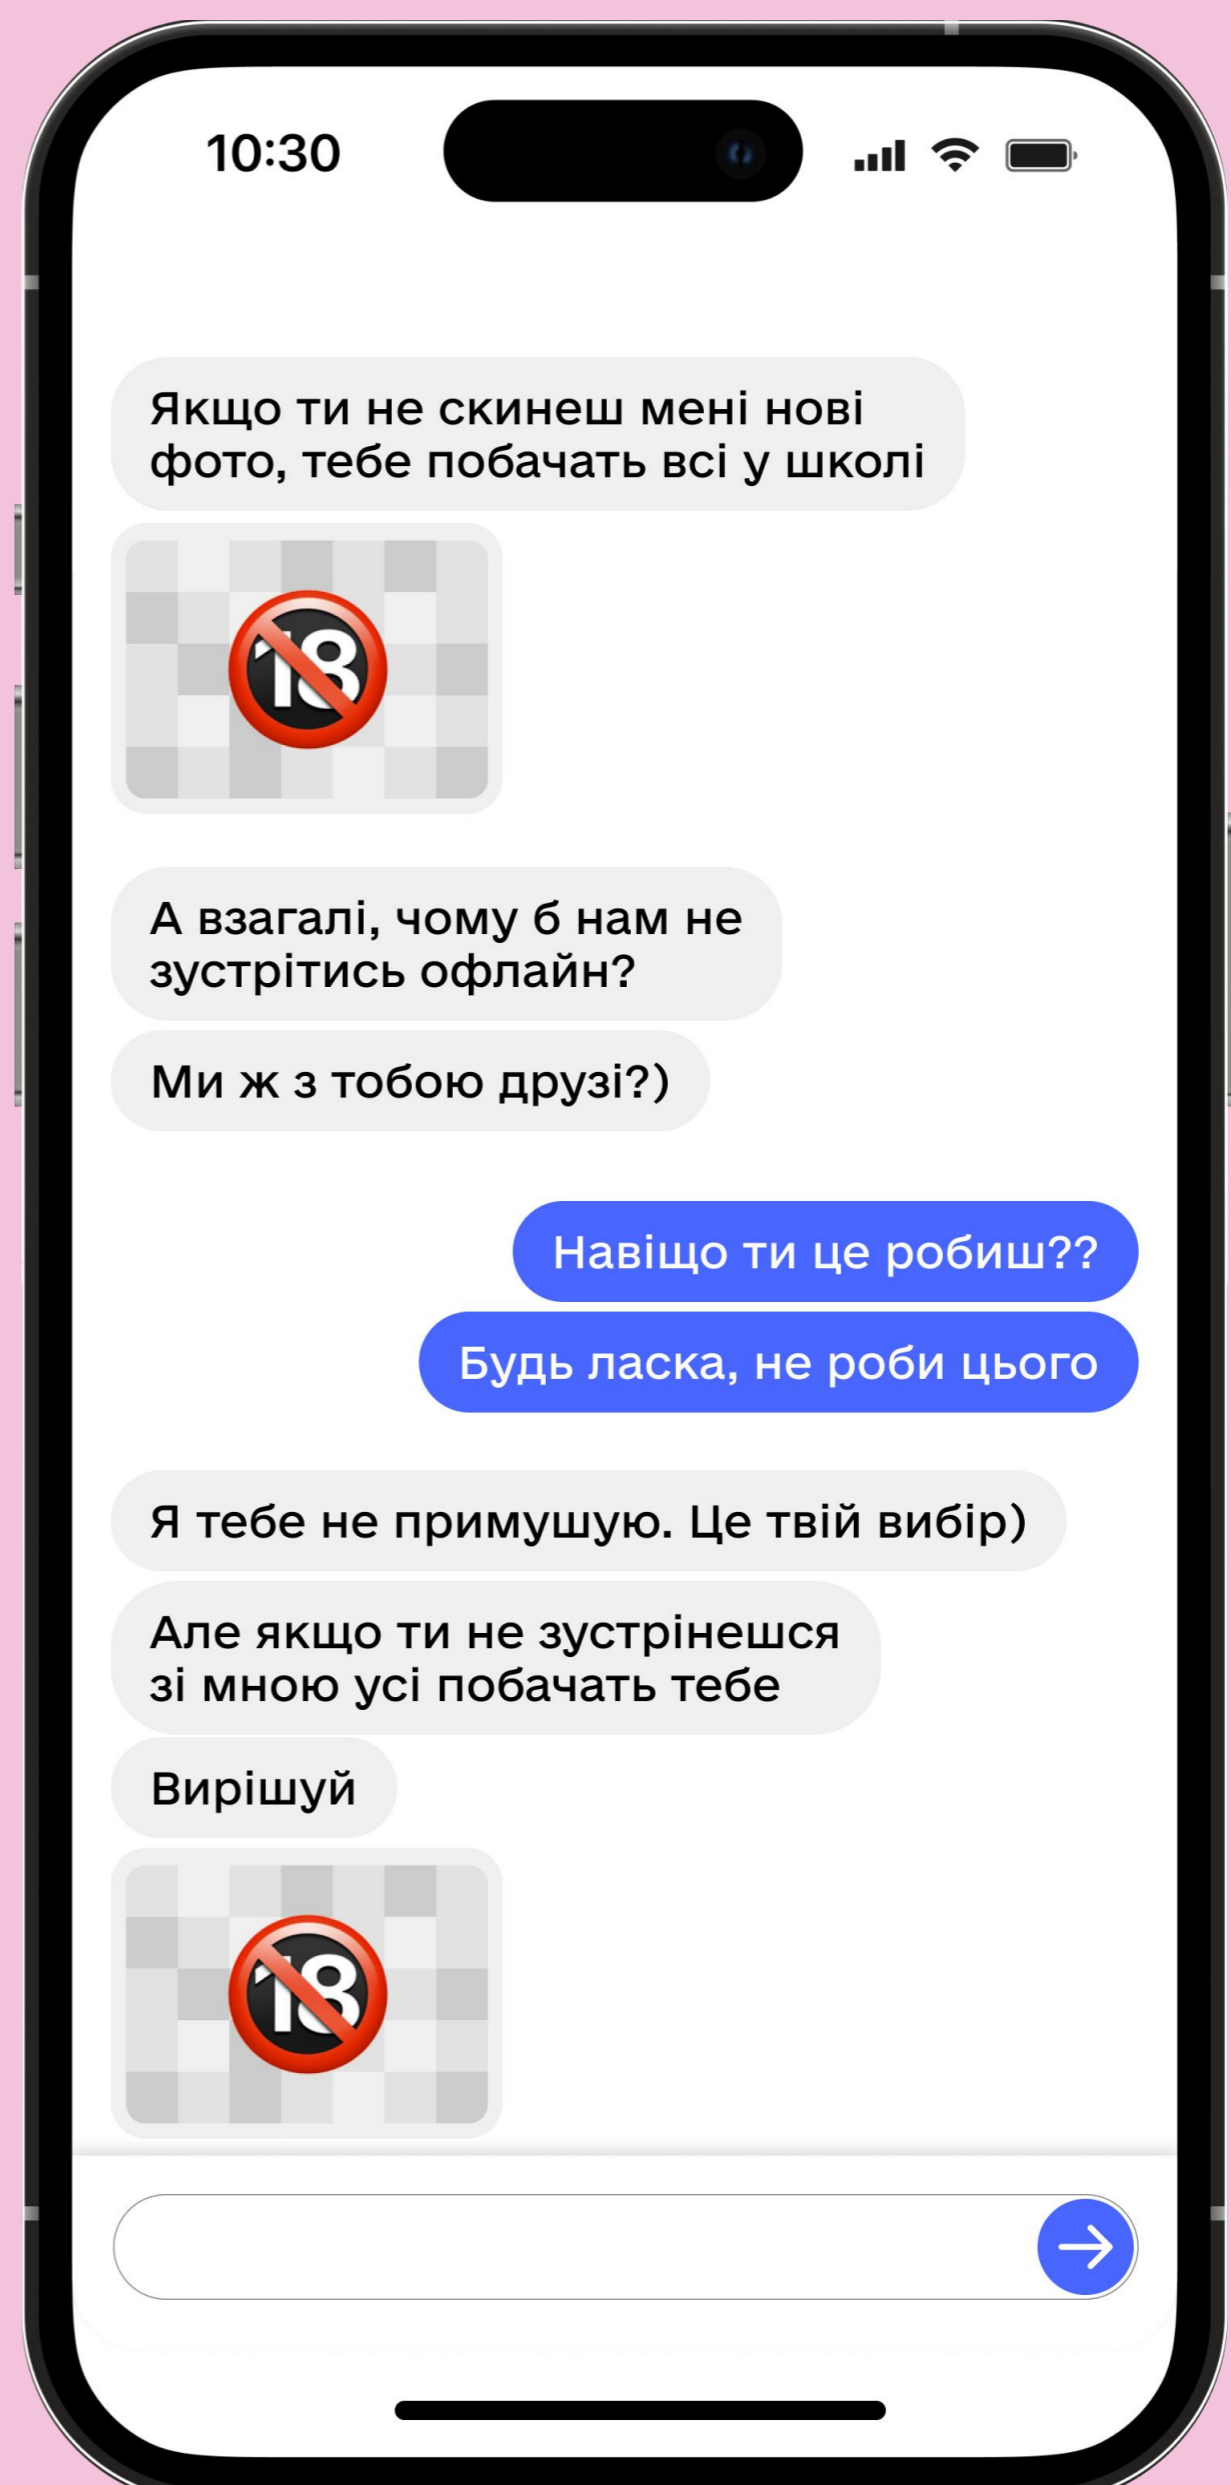 10:30
Якщо ти не скинеш мені нові
фото, тебе побачать всі у школі
18
А взагалі, чому б нам не
зустрітись офлайн?
Ми ж з тобою друзі?)
Навіщо ти це робиш??
Будь ласка, не роби цього
Я тебе не примушую. Це твій вибір)
Але якщо ти не зустрінешся
зі мною усі побачать тебе
Вирішуй
18